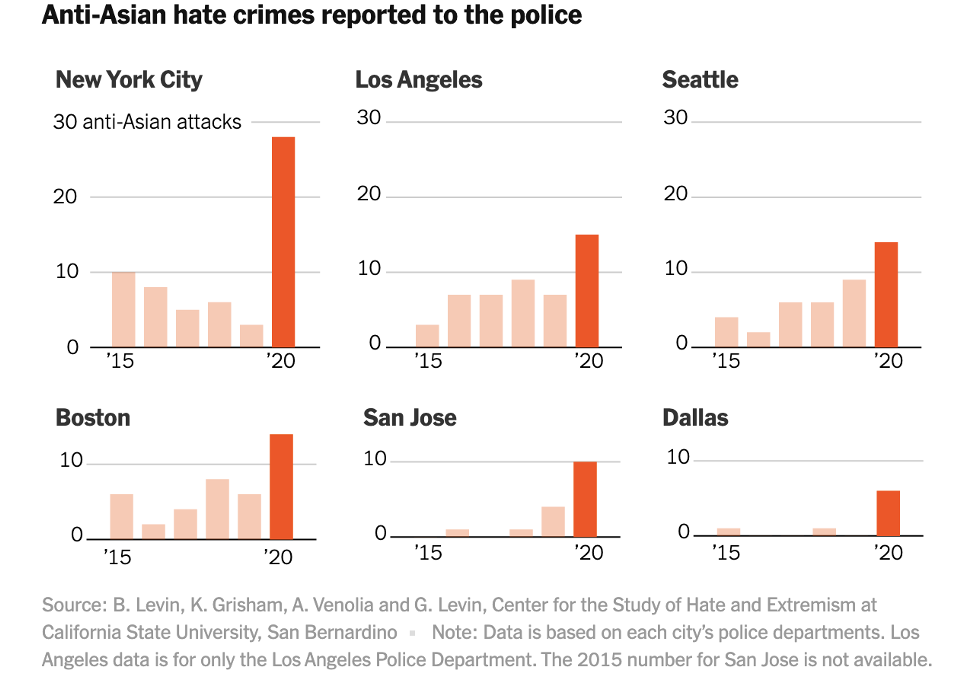 Anti-Asian hate crimes reported to the police
New York City
30 anti-Asian attacks
20
10
0
’15
’20
Los Angeles
30
20
10
0
’15
’20
Seattle
30
20
10
0
’15
’20
Boston
10
0
’15
’20
San Jose
10
0
’15
’20
Dallas
10
0
’15
’20
Source: B. Levin, K. Grisham, A. Venolia and G. Levin, Center for the Study of Hate and Extremism at
California State University, San Bernardino ▪ Note: Data is based on each city’s police departments. Los
Angeles data is for only the Los Angeles Police Department. The 2015 number for San Jose is not available.